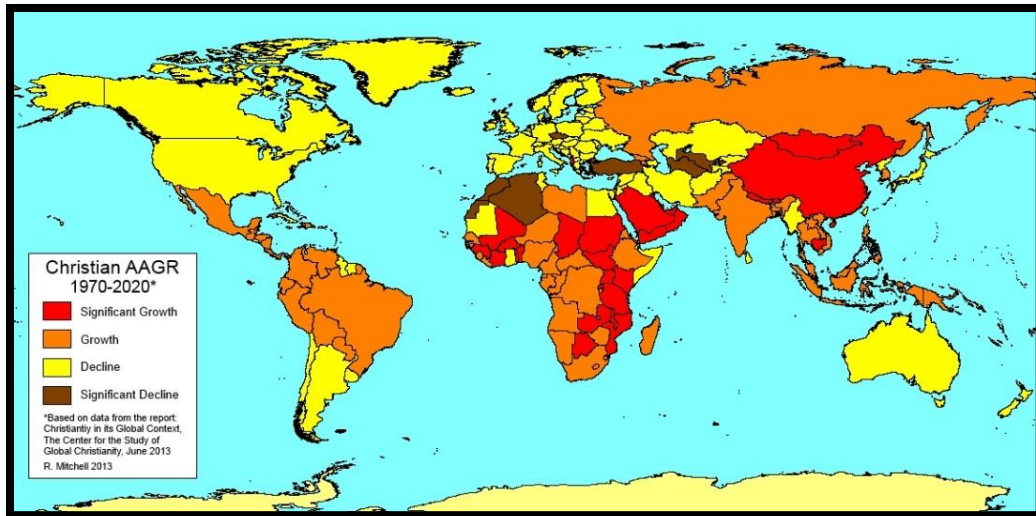 Christian AAGR
1970-2020*
Significant Growth
Growth
Decline
Significant Decline
*Based on data from the report:
Christiantiy in its Global Context,
The Center for the Study of
Global Christianity, June 2013
R. Mitchell 2013